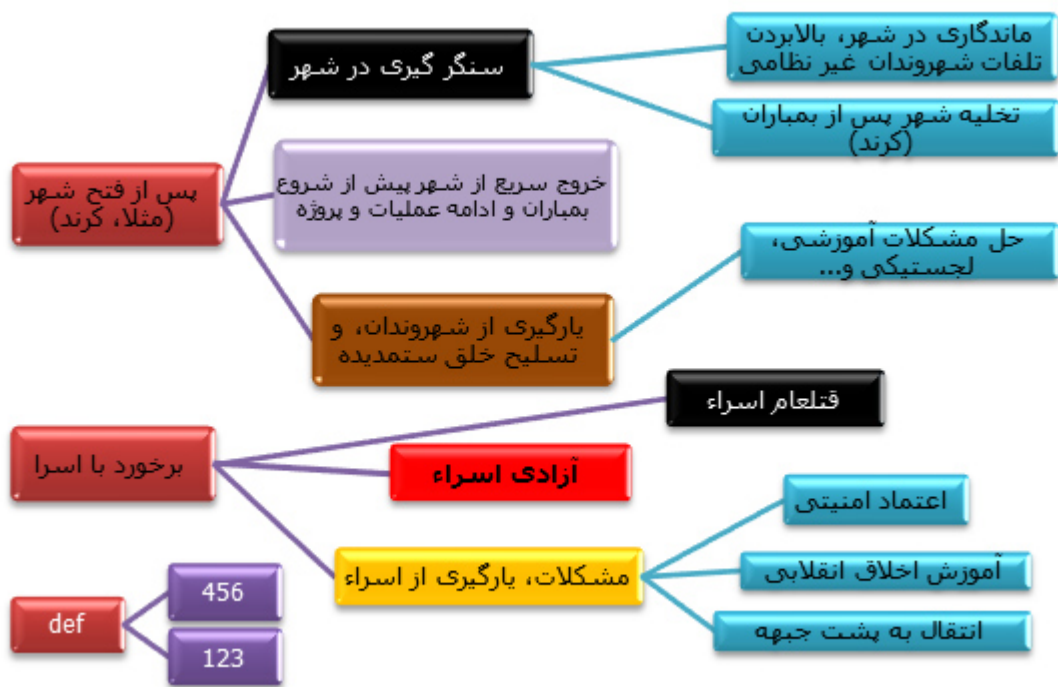 پس از فتح شهر
(مثلا، کرند)
سنگر گیری در شهر
ماندگاری در شهر، بالابردن
تلفات شهروندان غیر نظامی
تخلیه شهر پس از بمباران
(کرند)
خروج سریع از شهر پیش از شروع
بمباران و ادامه عملیات و پروژه
یارگیری از شهروندان، و
تسلیح خلق ستمدیده
حل مشکلات آموزشی،
لجستیکی و...
برخورد با اسرا
قتلعام اسراء
آزادی اسراء
مشکلات، یارگیری از اسراء
اعتماد امنیتی
آموزش اخلاق انقلابی
انتقال به پشت جبهه
def
456
123